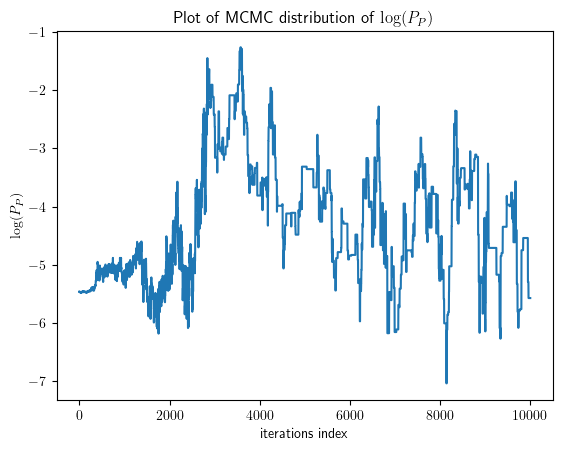 Plot of MCMC distribution of log(P_P)
−1
−2
−3
−4
−5
−6
−7
log(P_P)
0 2000 4000 6000 8000 10000
iterations index